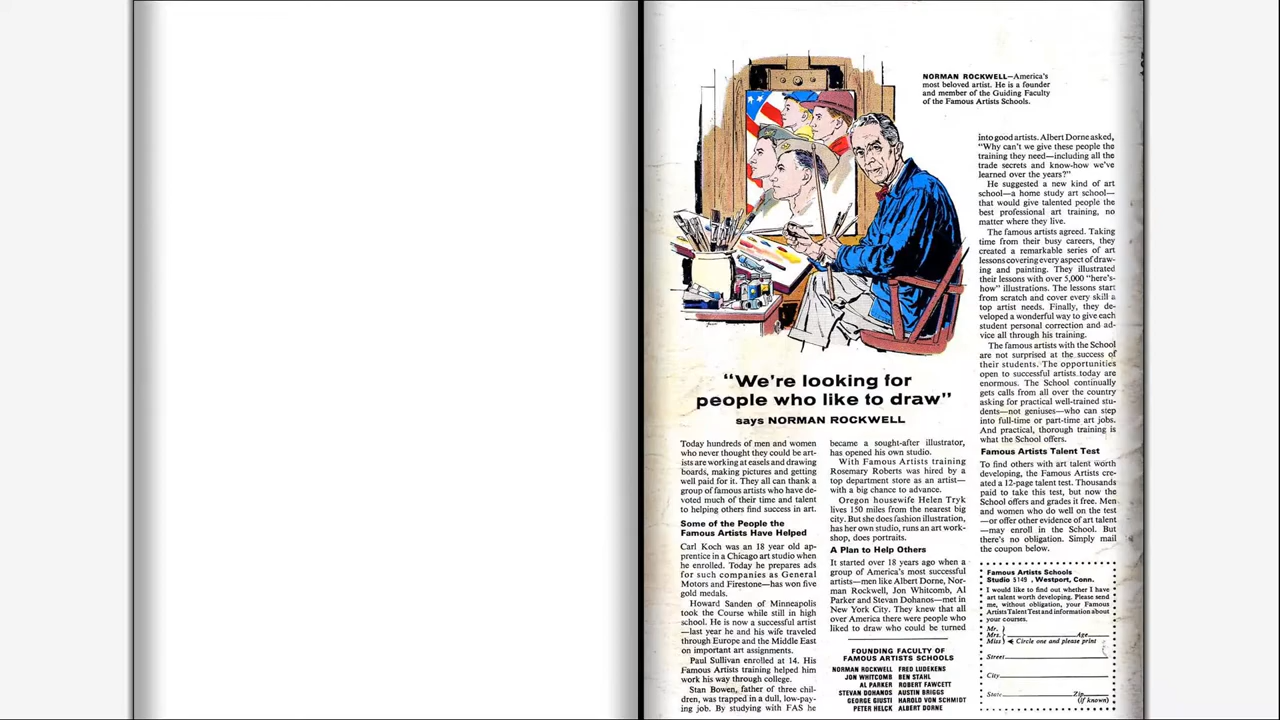 NORMAN ROCKWELL—America's
most beloved artist. He is a founder
and member of the Guiding Faculty
of the Famous Artists Schools.
“We're looking for
people who like to draw”
says NORMAN ROCKWELL
Today hundreds of men and women
who never thought they could be art-
ists are working at easels and drawing
boards, making pictures and getting
well paid for it. They all can thank a
group of famous artists who have de-
voted much of their time and talent
to helping others find success in art.
Some of the People the
Famous Artists Have Helped
Carl Koch was an 18 year old ap-
prentice in a Chicago art studio when
he enrolled. Today he prepares ads
for such companies as General
Motors and Firestone—has won five
gold medals.
Howard Sanden of Minneapolis
took the Course while still in high
school. He is now a successful artist
—last year he and his wife traveled
through Europe and the Middle East
on important art assignments.
Paul Sullivan enrolled at 14. His
Famous Artists training helped him
work his way through college.
Stan Bowen, father of three chil-
dren, was trapped in a dull, low-pay-
ing job. By studying with FAS he
became a sought-after illustrator,
has opened his own studio.
With Famous Artists training
Rosemary Roberts was hired by a
top department store as an artist—
with a big chance to advance.
Oregon housewife Helen Tryk
lives 150 miles from the nearest big
city. But she does fashion illustration,
has her own studio, runs an art work-
shop, does portraits.
A Plan to Help Others
It started over 18 years ago when a
group of America's most successful
artists—men like Albert Dorne, Nor-
man Rockwell, Jon Whitcomb, Al
Parker and Stevan Dohanos—met in
New York City. They knew that all
over America there were people who
liked to draw who could be turned
FOUNDING FACULTY OF
FAMOUS ARTISTS SCHOOLS
NORMAN ROCKWELL FRED LUDEKENS
JON WHITCOMB BEN STAHL
AL PARKER ROBERT FAWCETT
STEVAN DOHANOS AUSTIN BRIGGS
GEORGE GIUSTI HAROLD VON SCHMIDT
PETER HELCK ALBERT DORNE
into good artists. Albert Dorne asked,
“Why can't we give these people the
training they need—including all the
trade secrets and know-how we've
learned over the years?”
He suggested a new kind of art
school—a home study art school—
that would give talented people the
best professional art training, no
matter where they live.
The famous artists agreed. Taking
time from their busy careers, they
created a remarkable series of art
lessons covering every aspect of draw-
ing and painting. They illustrated
their lessons with over 5,000 “here's-
how” illustrations. The lessons start
from scratch and cover every skill a
top artist needs. Finally, they de-
veloped a wonderful way to give each
student personal correction and ad-
vice all through his training.
The famous artists with the School
are not surprised at the success of
their students. The opportunities
open to successful artists today are
enormous. The School continually
gets calls from all over the country
asking for practical well-trained stu-
dents—not geniuses—who can step
into full-time or part-time art jobs.
And practical, thorough training is
what the School offers.
Famous Artists Talent Test
To find others with art talent worth
developing, the Famous Artists cre-
ated a 12-page talent test. Thousands
paid to take this test, but now the
School offers and grades it free. Men
and women who do well on the test
—or offer other evidence of art talent
—may enroll in the School. But
there's no obligation. Simply mail
the coupon below.
Famous Artists Schools
Studio 5149 , Westport, Conn.
I would like to find out whether I have
art talent worth developing. Please send
me, without obligation, your Famous
Artists Talent Test and information about
your courses.
Mr.
Mrs. Age
Miss Circle one and please print
Street
City
State Zip
(if known)